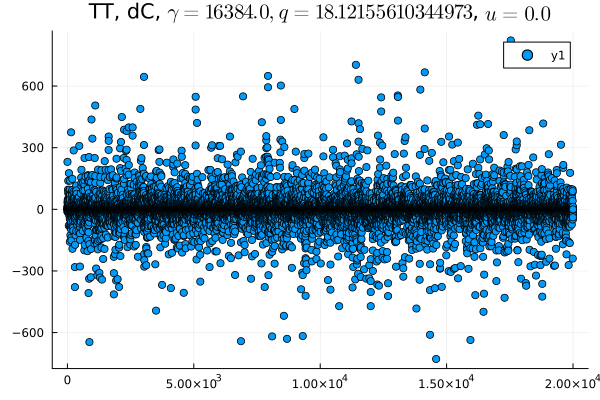 TT, dC, γ = 16384.0, q = 18.12155610344973, u = 0.0
y1
600
300
0
−300
−600
0 5.00×10³ 1.00×10⁴ 1.50×10⁴ 2.00×10⁴